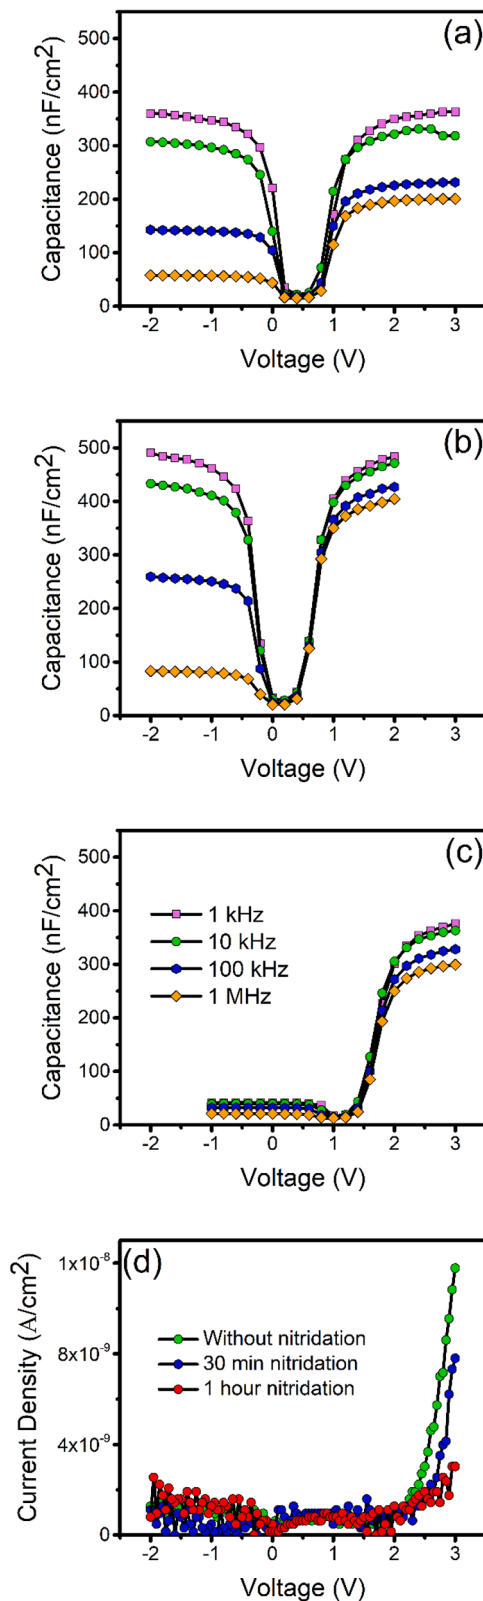 (a)
Capacitance (nF/cm²)
500
400
300
200
100
0
-2 -1 0 1 2 3
Voltage (V)
(b)
Capacitance (nF/cm²)
500
400
300
200
100
0
-2 -1 0 1 2 3
Voltage (V)
(c)
Capacitance (nF/cm²)
500
400
300
200
100
0
1 kHz
10 kHz
100 kHz
1 MHz
-2 -1 0 1 2 3
Voltage (V)
(d)
Current Density (A/cm²)
1x10⁻⁸
8x10⁻⁹
4x10⁻⁹
0
Without nitridation
30 min nitridation
1 hour nitridation
-2 -1 0 1 2 3
Voltage (V)